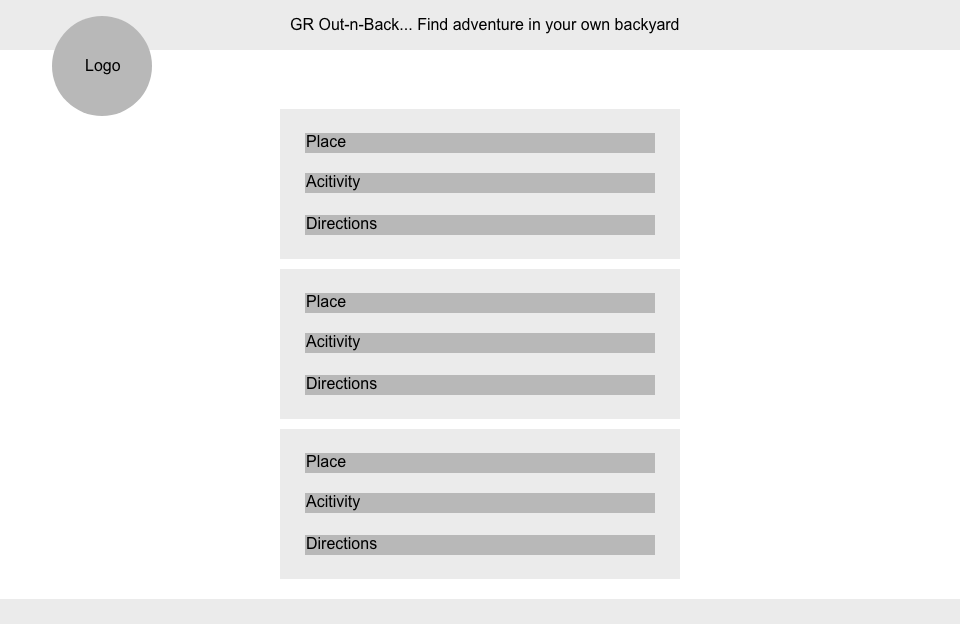 GR Out-n-Back... Find adventure in your own backyard
Logo
Place
Acitivity
Directions
Place
Acitivity
Directions
Place
Acitivity
Directions